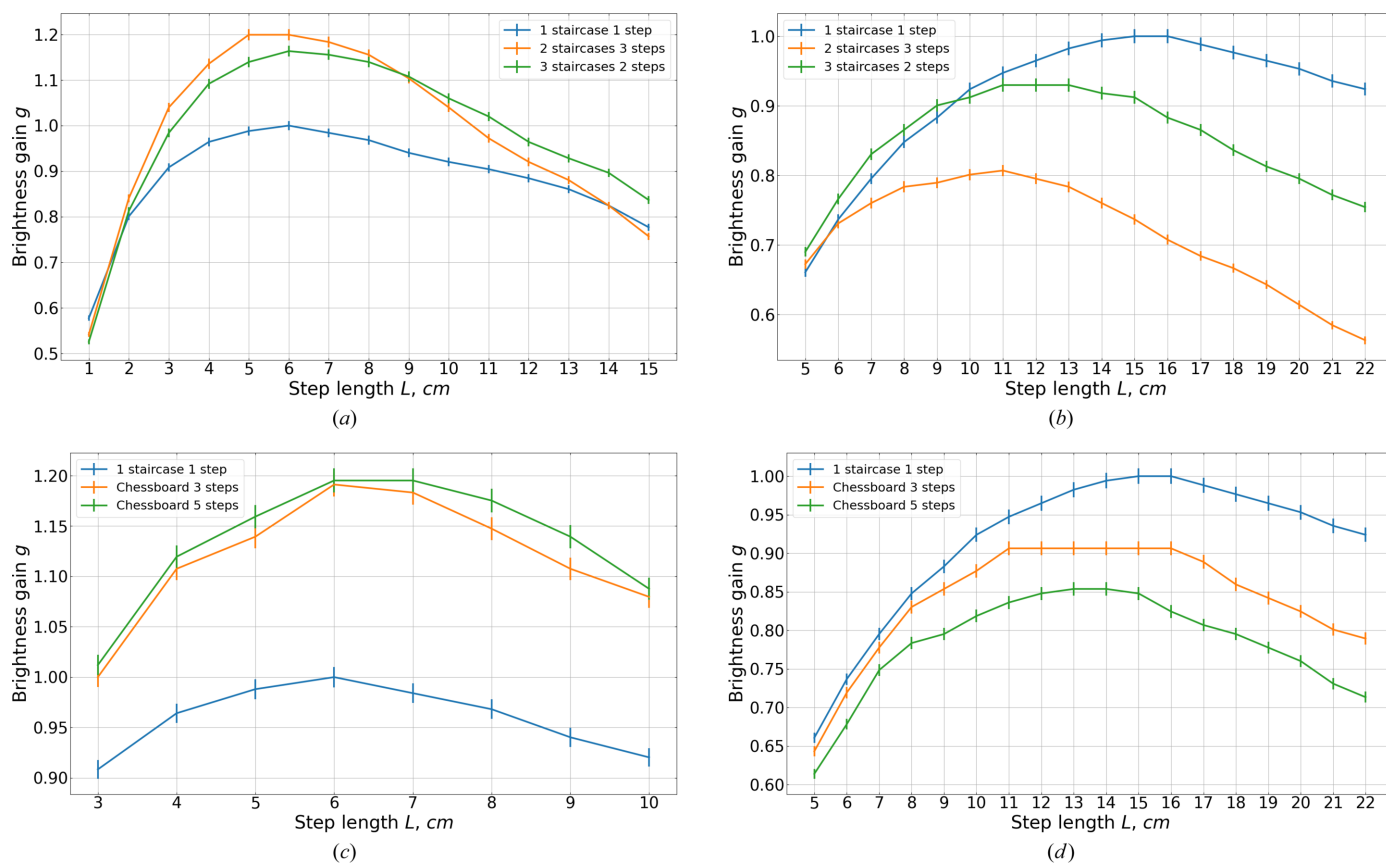 1 staircase 1 step
2 staircases 3 steps
3 staircases 2 steps
Brightness gain g
1.2
1.1
1.0
0.9
0.8
0.7
0.6
0.5
1 2 3 4 5 6 7 8 9 10 11 12 13 14 15
Step length L, cm
(a)
1 staircase 1 step
2 staircases 3 steps
3 staircases 2 steps
Brightness gain g
1.0
0.9
0.8
0.7
0.6
5 6 7 8 9 10 11 12 13 14 15 16 17 18 19 20 21 22
Step length L, cm
(b)
1 staircase 1 step
Chessboard 3 steps
Chessboard 5 steps
Brightness gain g
1.20
1.15
1.10
1.05
1.00
0.95
0.90
3 4 5 6 7 8 9 10
Step length L, cm
(c)
1 staircase 1 step
Chessboard 3 steps
Chessboard 5 steps
Brightness gain g
1.00
0.95
0.90
0.85
0.80
0.75
0.70
0.65
0.60
5 6 7 8 9 10 11 12 13 14 15 16 17 18 19 20 21 22
Step length L, cm
(d)